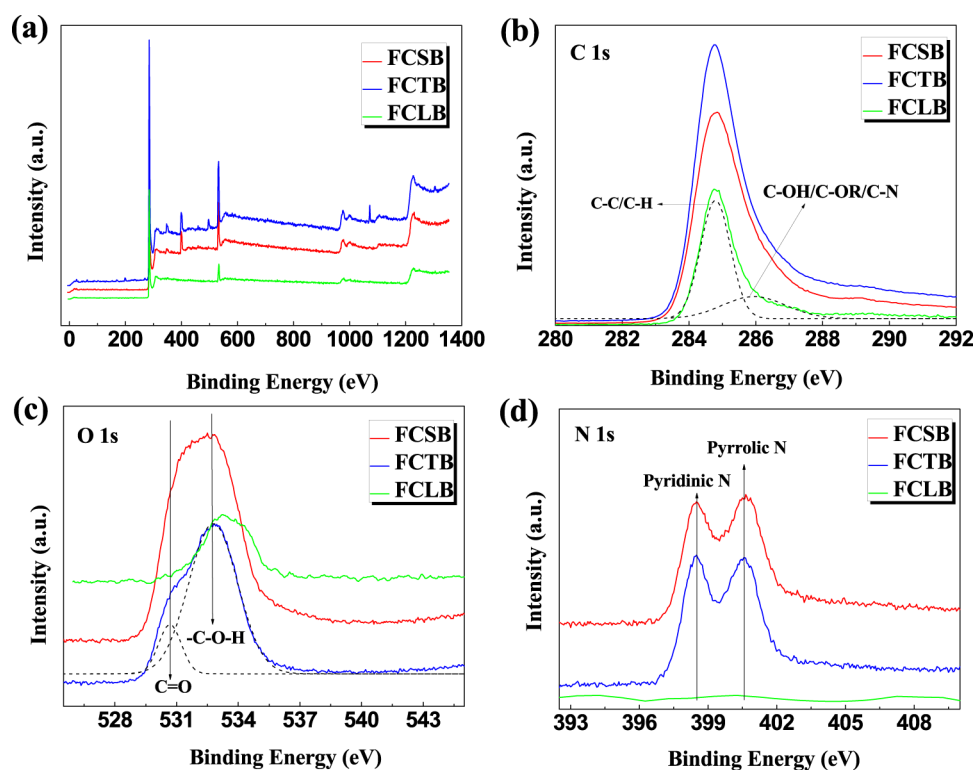 (a)
FCSB
FCTB
FCLB
Intensity (a.u.)
0 200 400 600 800 1000 1200 1400
Binding Energy (eV)
(b)
C 1s
FCSB
FCTB
FCLB
C-C/C-H
C-OH/C-OR/C-N
Intensity (a.u.)
280 282 284 286 288 290 292
Binding Energy (eV)
(c)
O 1s
FCSB
FCTB
FCLB
-C-O-H
C=O
Intensity (a.u.)
528 531 534 537 540 543
Binding Energy (eV)
(d)
N 1s
FCSB
FCTB
FCLB
Pyrrolic N
Pyridinic N
Intensity (a.u.)
393 396 399 402 405 408
Binding Energy (eV)